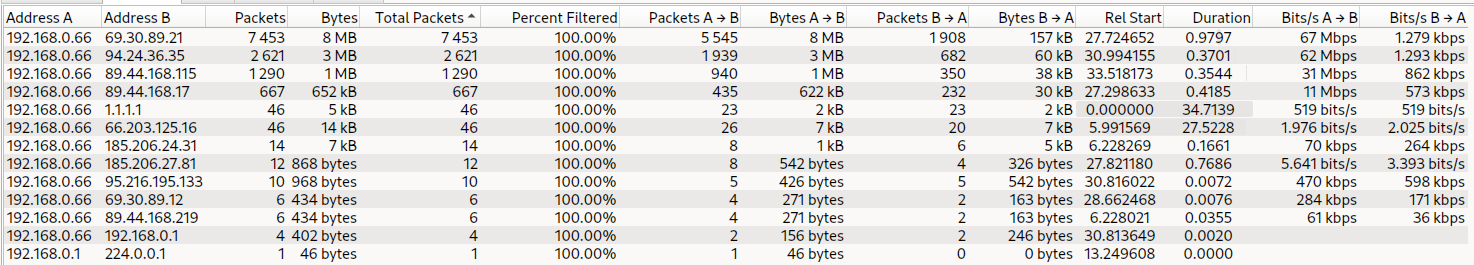 Address A Address B Packets Bytes Total Packets Percent Filtered Packets A → B Bytes A → B Packets B → A Bytes B → A Rel Start Duration Bits/s A → B Bits/s B → A
192.168.0.66 69.30.89.21 7 453 8 MB 7 453 100.00% 5 545 8 MB 1 908 157 kB 27.724652 0.9797 67 Mbps 1.279 kbps
192.168.0.66 94.24.36.35 2 621 3 MB 2 621 100.00% 1 939 3 MB 682 60 kB 30.994155 0.3701 62 Mbps 1.293 kbps
192.168.0.66 89.44.168.115 1 290 1 MB 1 290 100.00% 940 1 MB 350 38 kB 33.518173 0.3544 31 Mbps 862 kbps
192.168.0.66 89.44.168.17 667 652 kB 667 100.00% 435 622 kB 232 30 kB 27.298633 0.4185 11 Mbps 573 kbps
192.168.0.66 1.1.1.1 46 5 kB 46 100.00% 23 2 kB 23 2 kB 0.000000 34.7139 519 bits/s 519 bits/s
192.168.0.66 66.203.125.16 46 14 kB 46 100.00% 26 7 kB 20 7 kB 5.991569 27.5228 1.976 bits/s 2.025 bits/s
192.168.0.66 185.206.24.31 14 7 kB 14 100.00% 8 1 kB 6 5 kB 6.228269 0.1661 70 kbps 264 kbps
192.168.0.66 185.206.27.81 12 868 bytes 12 100.00% 8 542 bytes 4 326 bytes 27.821180 0.7686 5.641 bits/s 3.393 bits/s
192.168.0.66 95.216.195.133 10 968 bytes 10 100.00% 5 426 bytes 5 542 bytes 30.816022 0.0072 470 kbps 598 kbps
192.168.0.66 69.30.89.12 6 434 bytes 6 100.00% 4 271 bytes 2 163 bytes 28.662468 0.0076 284 kbps 171 kbps
192.168.0.66 89.44.168.219 6 434 bytes 6 100.00% 4 271 bytes 2 163 bytes 6.228021 0.0355 61 kbps 36 kbps
192.168.0.66 192.168.0.1 4 402 bytes 4 100.00% 2 156 bytes 2 246 bytes 30.813649 0.0020
192.168.0.1 224.0.0.1 1 46 bytes 1 100.00% 1 46 bytes 0 0 bytes 13.249608 0.0000